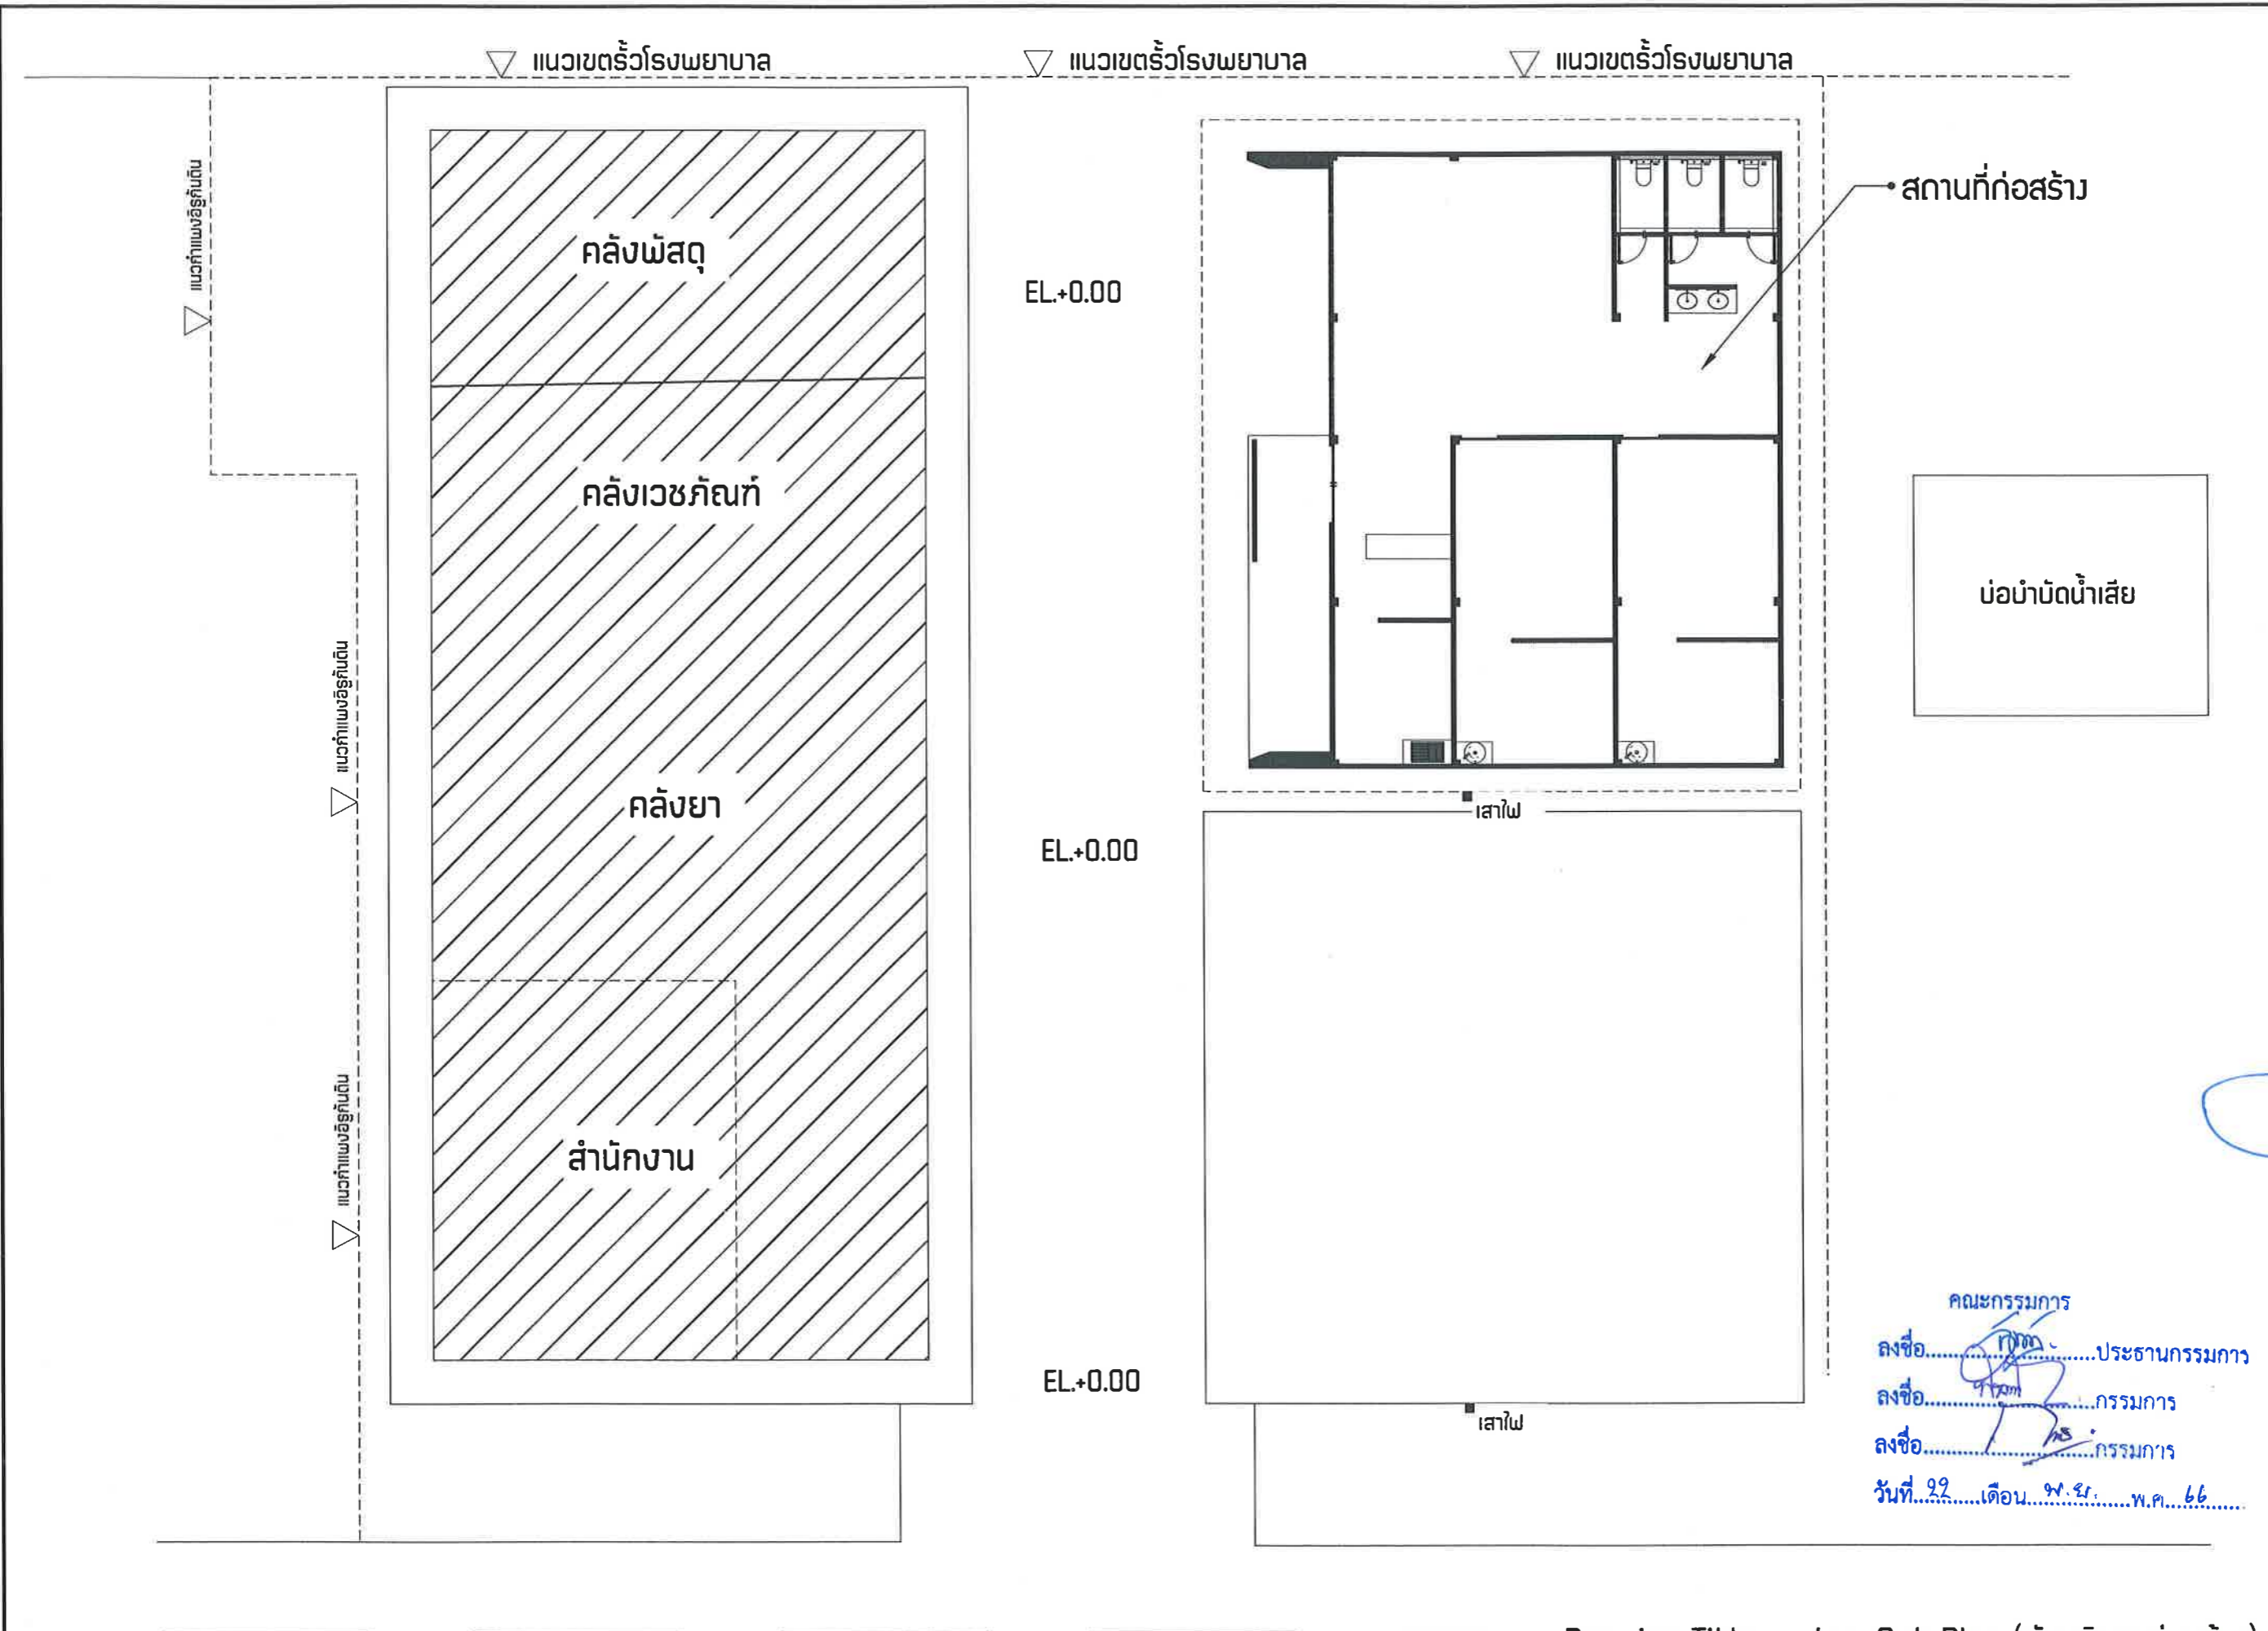 แนวเขตรั้วโรงพยาบาล
แนวเขตรั้วโรงพยาบาล
แนวเขตรั้วโรงพยาบาล
แนวกำแพงอิฐกันดิน
สถานที่ก่อสร้าง
คลังพัสดุ
EL.+0.00
คลังเวชภัณฑ์
บ่อบำบัดน้ำเสีย
แนวกำแพงอิฐกันดิน
คลังยา
เสาไฟ
EL.+0.00
แนวกำแพงอิฐกันดิน
สำนักงาน
EL.+0.00
เสาไฟ
คณะกรรมการ
ลงชื่อ....................ประธานกรรมการ
ลงชื่อ....................กรรมการ
ลงชื่อ....................กรรมการ
วันที่ 22 เดือน พ.ย. พ.ศ. 66